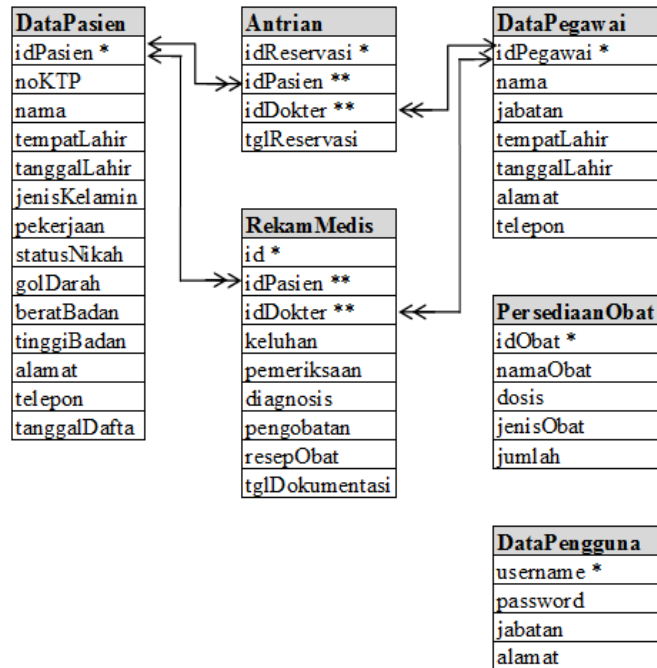 DataPasien
idPasien *
noKTP
nama
tempatLahir
tanggalLahir
jenisKelamin
pekerjaan
statusNikah
golDarah
beratBadan
tinggiBadan
alamat
telepon
tanggalDafta
Antrian
idReservasi *
idPasien **
idDokter **
tglReservasi
RekamMedis
id *
idPasien **
idDokter **
keluhan
pemeriksaan
diagnosis
pengobatan
resepObat
tglDokumentasi
DataPegawai
idPegawai *
nama
jabatan
tempatLahir
tanggalLahir
alamat
telepon
PersediaanObat
idObat *
namaObat
dosis
jenisObat
jumlah
DataPengguna
username *
password
jabatan
alamat